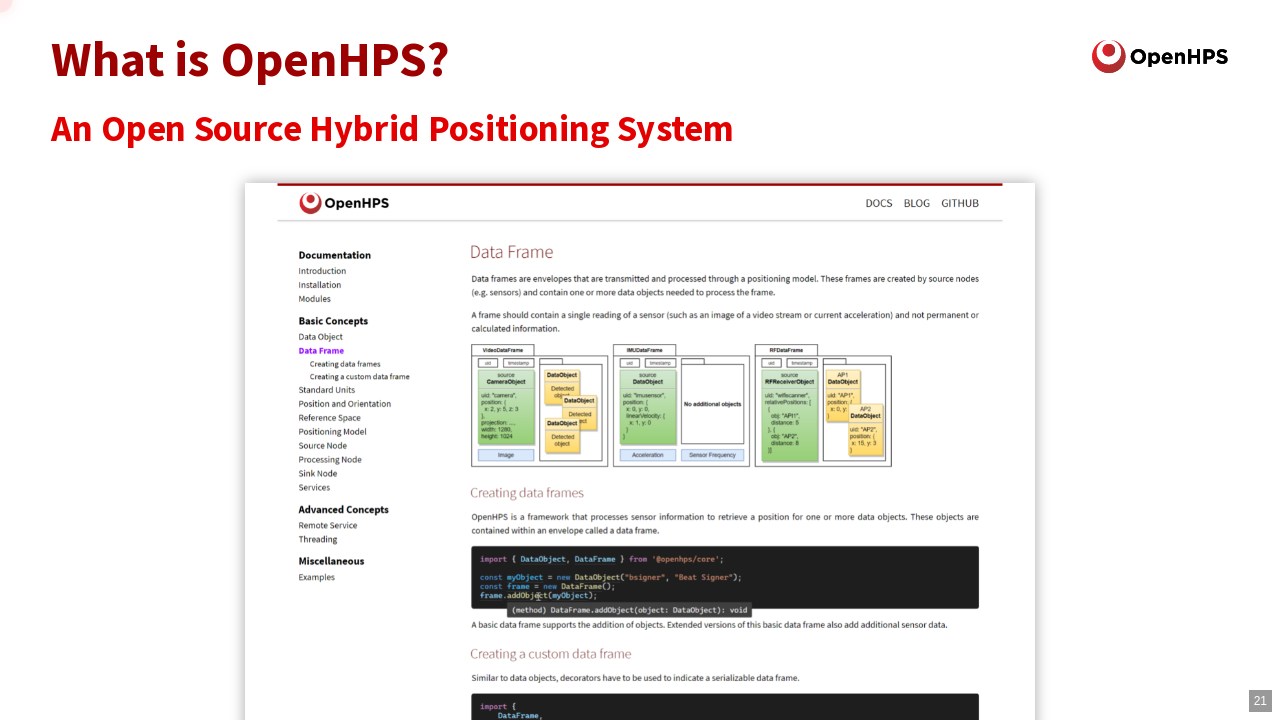 What is OpenHPS?
OpenHPS
An Open Source Hybrid Positioning System
OpenHPS
DOCS BLOG GITHUB
Documentation
Introduction
Installation
Modules
Basic Concepts
Data Object
Data Frame
Creating data frames
Creating a custom data frame
Standard Units
Position and Orientation
Reference Space
Positioning Model
Source Node
Processing Node
Sink Node
Services
Advanced Concepts
Remote Service
Threading
Miscellaneous
Examples
Data Frame
Data frames are envelopes that are transmitted and processed through a positioning model. These frames are created by source nodes
(e.g. sensors) and contain one or more data objects needed to process the frame.
A frame should contain a single reading of a sensor (such as an image of a video stream or current acceleration) and not permanent or
calculated information.
VideoDataFrame
uid timestamp
source
CameraObject
uid: "camera",
position: {
x: 2, y: 5, z: 3
},
projection: ...,
width: 1280,
height: 1024
Image
DataObject
Detected
object
DataObject
Detected
DataObject
Detected
object
IMUDataFrame
uid timestamp
source
DataObject
uid: "imusensor",
position: {
x: 0, y: 0,
linearVelocity: {
x: 1, y: 0
}
}
Acceleration
No additional objects
Sensor Frequency
RFDataFrame
uid timestamp
source
RFReceiverObject
uid: "wifiscanner",
relativePositions: [
{
obj: "AP1",
distance: 5
}, {
obj: "AP2",
distance: 8
}]
AP1
DataObject
uid: "AP1",
position: {
x: 0, y:
}
AP2
DataObject
uid: "AP2",
position: {
x: 15, y: 3
}
Creating data frames
OpenHPS is a framework that processes sensor information to retrieve a position for one or more data objects. These objects are
contained within an envelope called a data frame.
import { DataObject, DataFrame } from '@openhps/core';
const myObject = new DataObject("bsigner", "Beat Signer");
const frame = new DataFrame();
frame.addObject(myObject);
(method) DataFrame.addObject(object: DataObject): void
A basic data frame supports the addition of objects. Extended versions of this basic data frame also add additional sensor data.
Creating a custom data frame
Similar to data objects, decorators have to be used to indicate a serializable data frame.
import {
DataFrame,
21